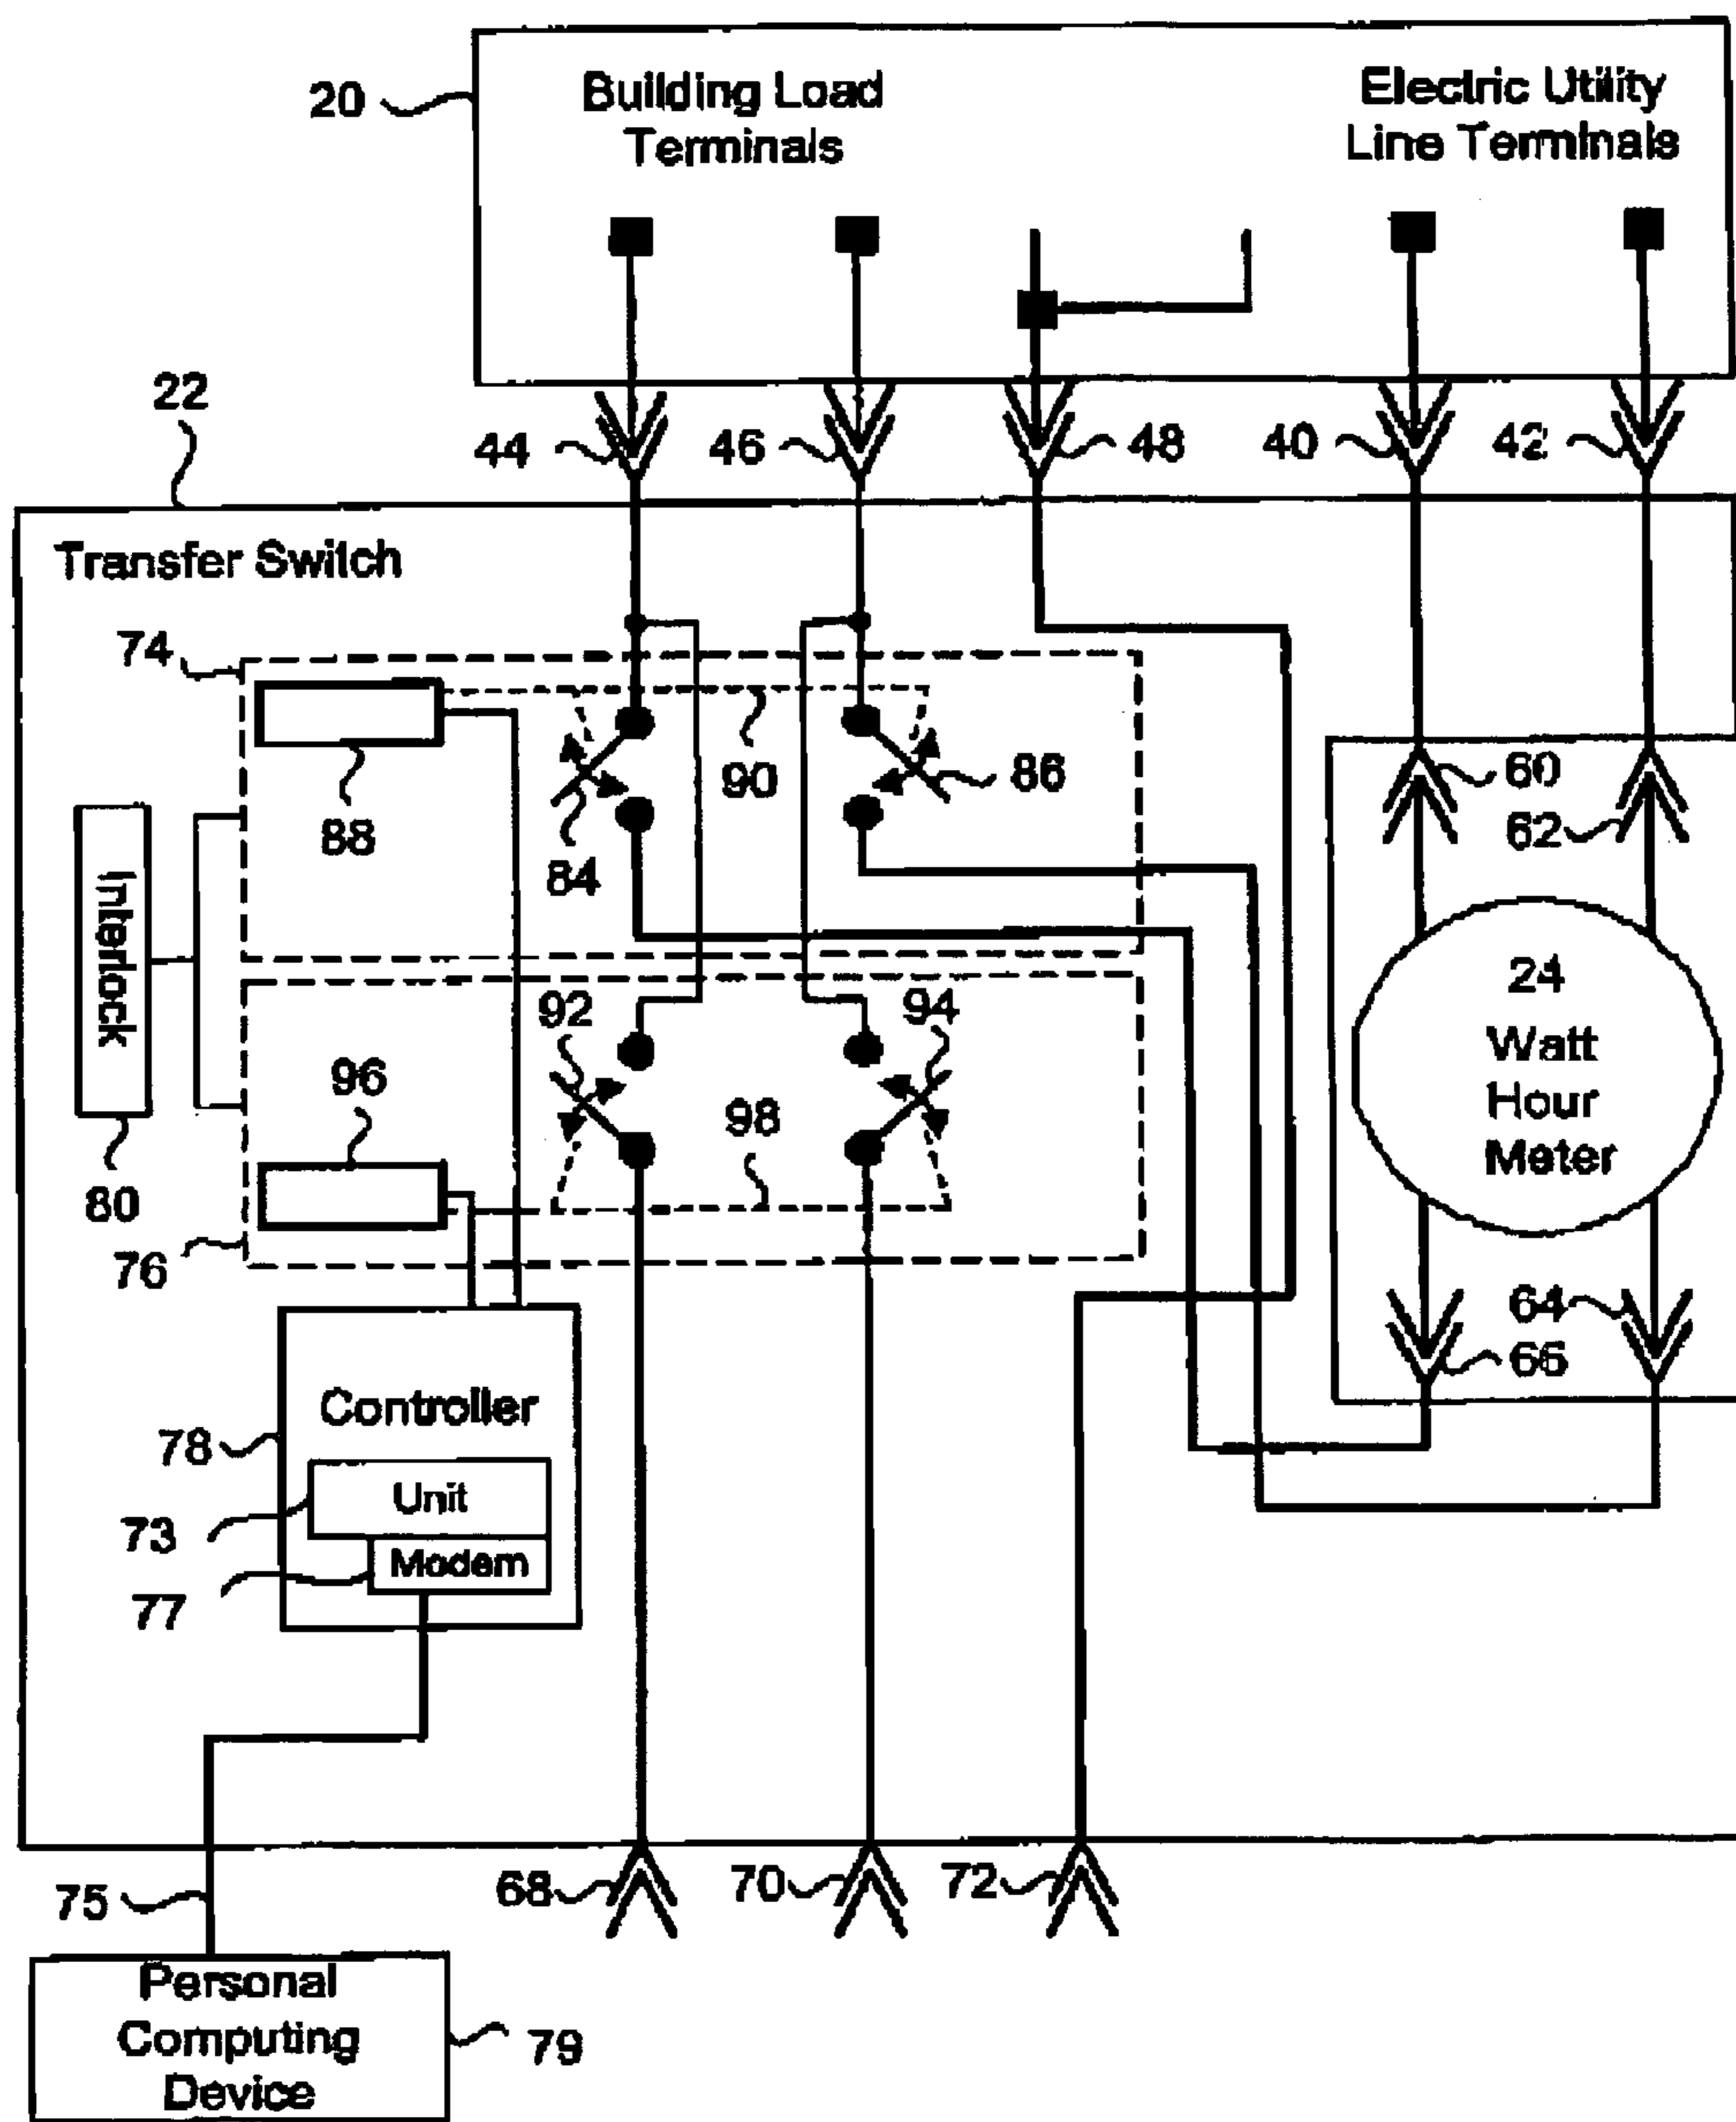 20
Building Load
Terminals
Electric Utility
Line Terminals
22
44
46
48
40
42
Transfer Switch
74
88
90
86
84
60
62
Interlock
92
94
96
98
80
76
24
Watt
Hour
Meter
64
66
Controller
78
Unit
73
Modem
77
68
70
72
75
Personal
Computing
Device
79